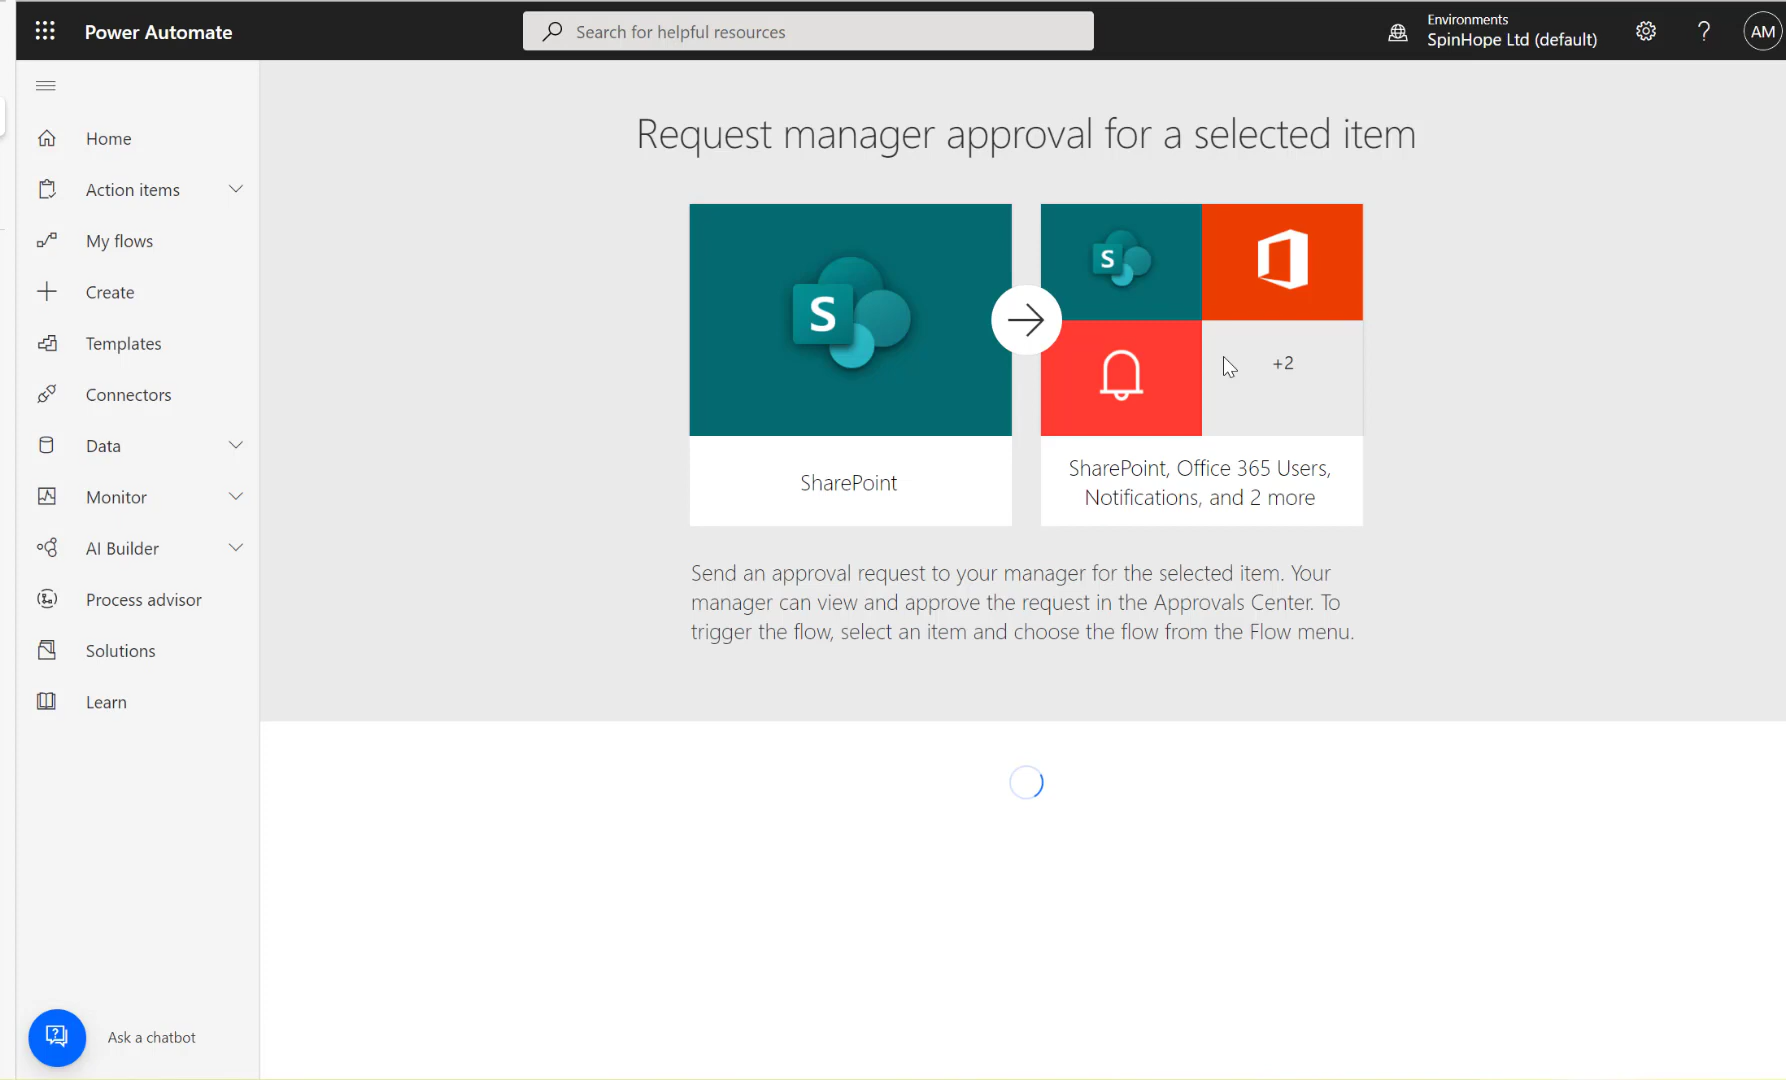 Power Automate
Search for helpful resources
Environments
SpinHope Ltd (default)
?
AM
Home
Action items
My flows
Create
Templates
Connectors
Data
Monitor
AI Builder
Process advisor
Solutions
Learn
Ask a chatbot
Request manager approval for a selected item
S
S
+2
SharePoint
SharePoint, Office 365 Users,
Notifications, and 2 more
Send an approval request to your manager for the selected item. Your
manager can view and approve the request in the Approvals Center. To
trigger the flow, select an item and choose the flow from the Flow menu.